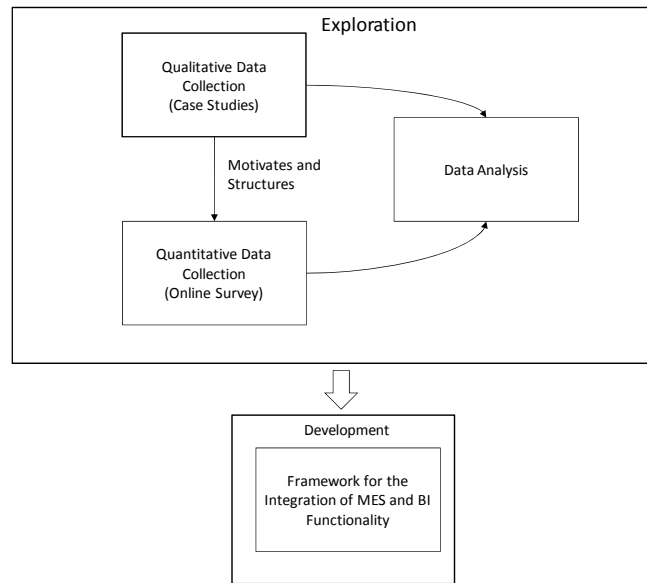 Exploration
Qualitative Data
Collection
(Case Studies)
Data Analysis
Motivates and
Structures
Quantitative Data
Collection
(Online Survey)
Development
Framework for the
Integration of MES and BI
Functionality